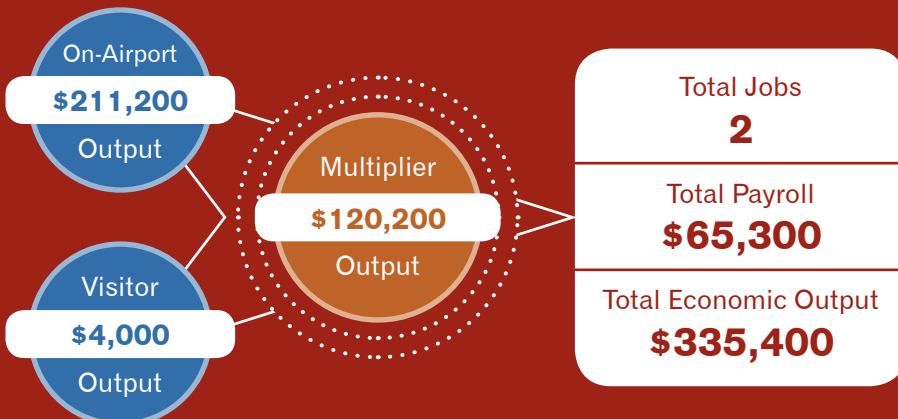 On-Airport
$211,200
Output
Visitor
$4,000
Output
Multiplier
$120,200
Output
Total Jobs
2
Total Payroll
$65,300
Total Economic Output
$335,400